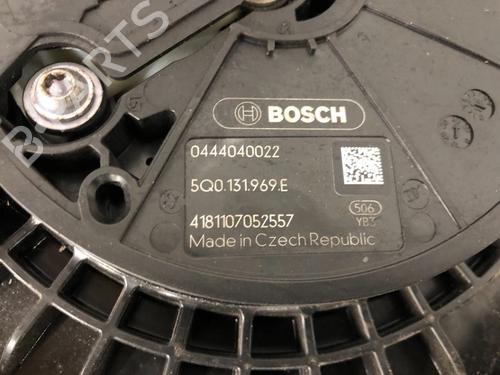 B-PARTS
BOSCH
0444040022
5Q0.131.969.E
4181107052557
506
YB3
Made in Czech Republic